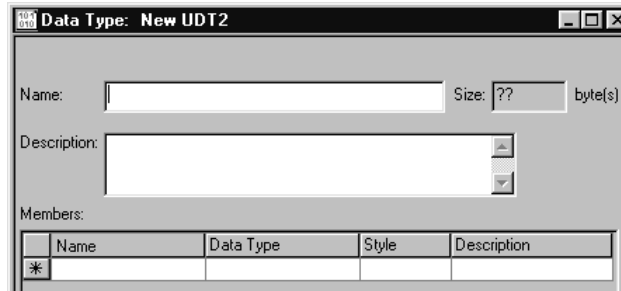 Data Type: New UDT2
Name: Size: ?? byte(s)
Description:
Members:
Name Data Type Style Description